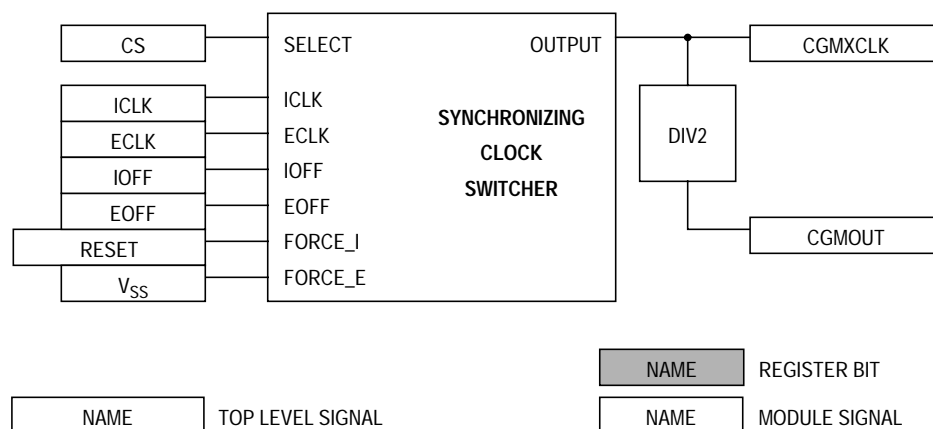 CS
SELECT
OUTPUT
CGMXCLK
ICLK
ICLK
ECLK
ECLK
SYNCHRONIZING
CLOCK
SWITCHER
DIV2
IOFF
IOFF
EOFF
EOFF
RESET
FORCE_I
CGMOUT
VSS
FORCE_E
NAME
REGISTER BIT
NAME
TOP LEVEL SIGNAL
NAME
MODULE SIGNAL